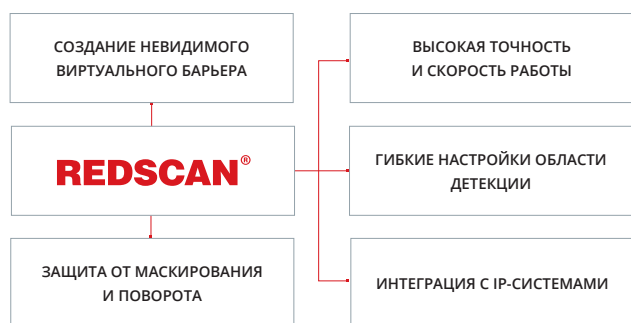 СОЗДАНИЕ НЕВИДИМОГО
ВИРТУАЛЬНОГО БАРЬЕРА
REDSCAN®
ЗАЩИТА ОТ МАСКИРОВАНИЯ
И ПОВОРОТА
ВЫСОКАЯ ТОЧНОСТЬ
И СКОРОСТЬ РАБОТЫ
ГИБКИЕ НАСТРОЙКИ ОБЛАСТИ
ДЕТЕКЦИИ
ИНТЕГРАЦИЯ С IP-СИСТЕМАМИ